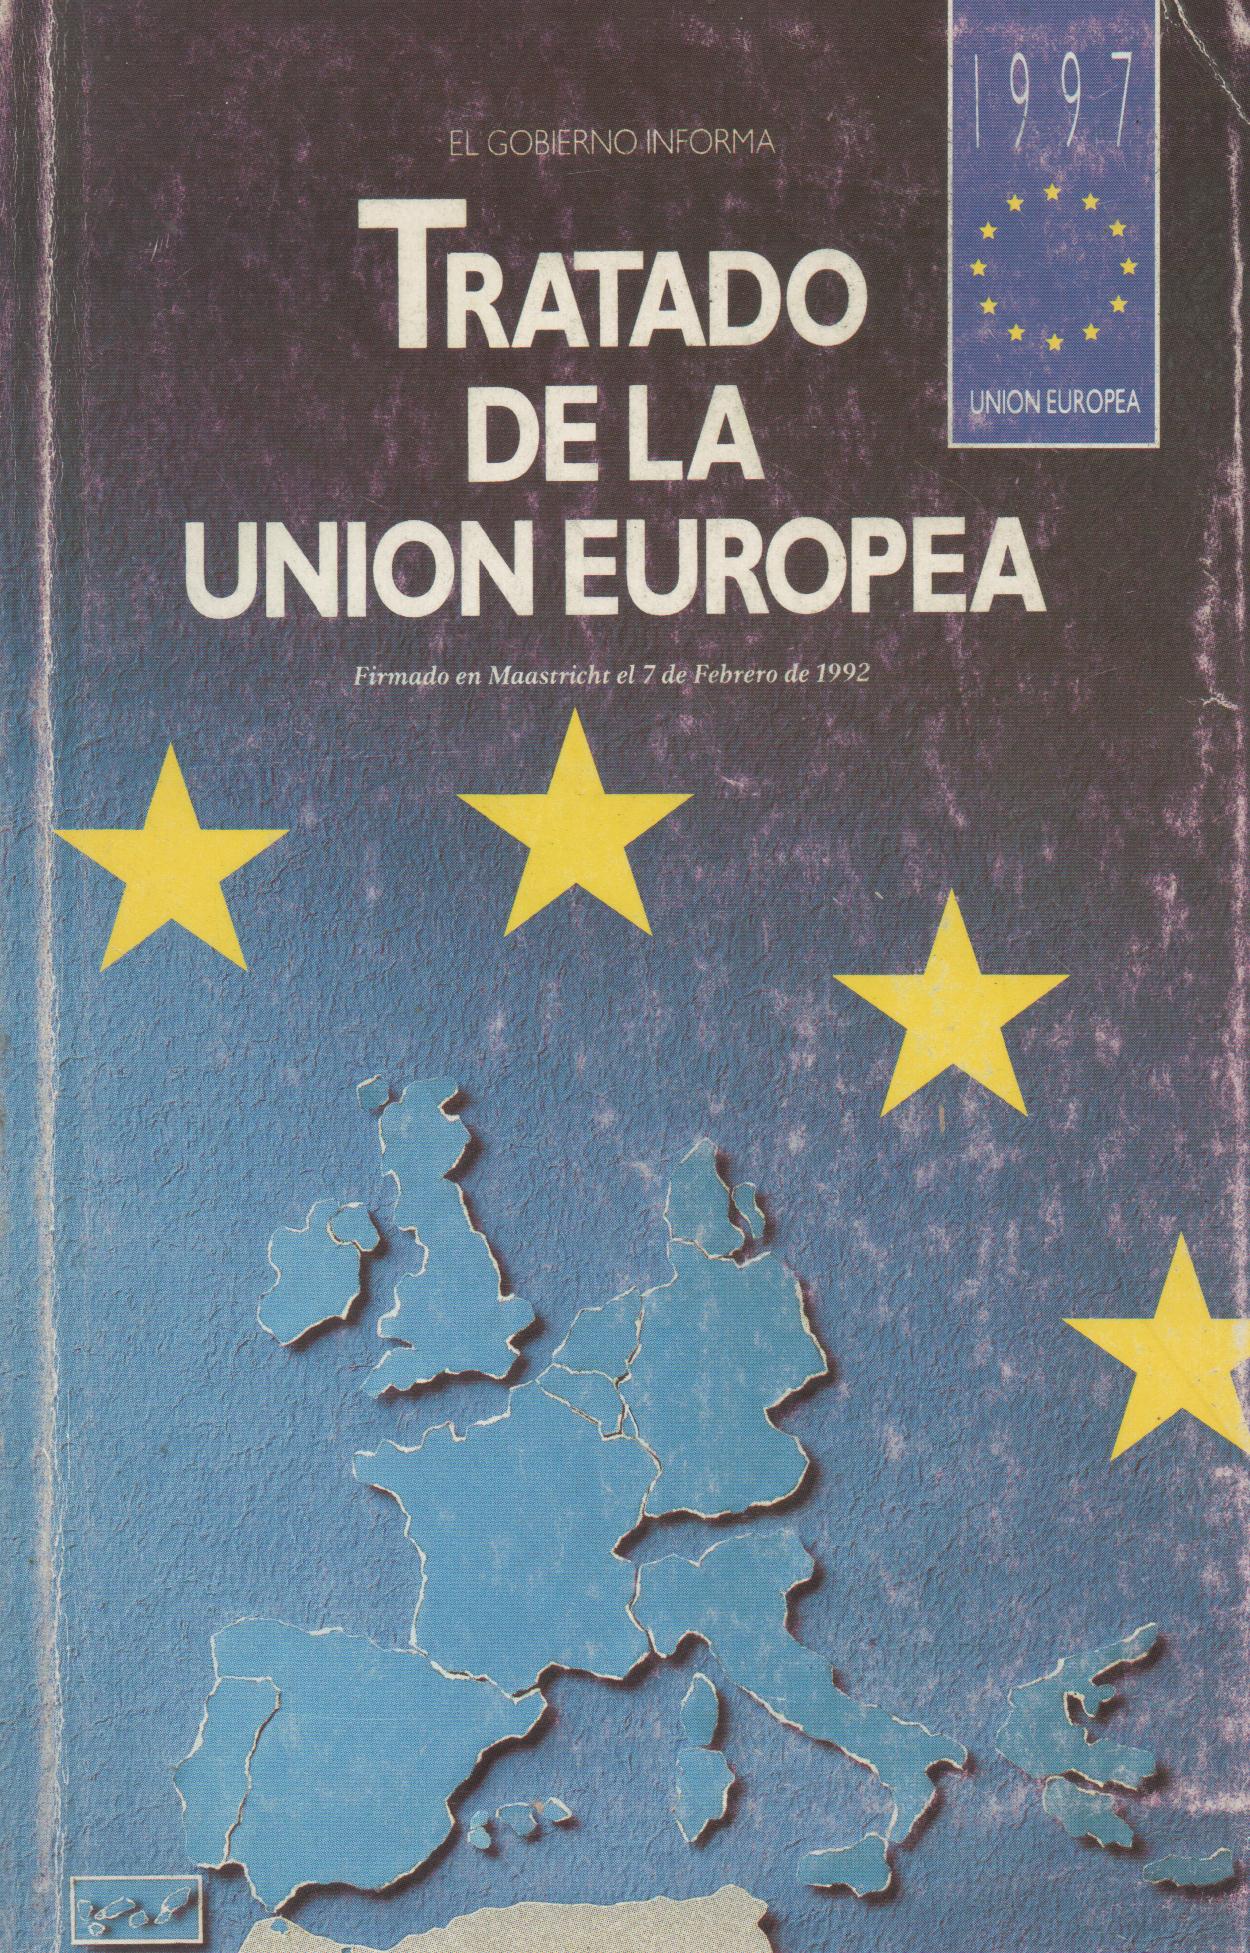 1997
EL GOBIERNO INFORMA
TRATADO
DE LA
UNION EUROPEA
UNION EUROPEA
Firmado en Maastricht el 7 de Febrero de 1992